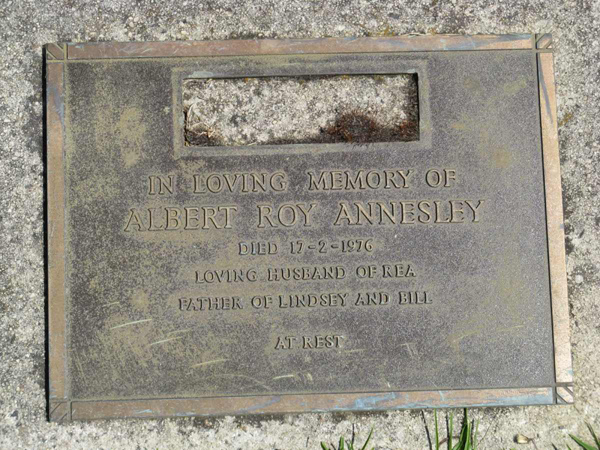 IN LOVING MEMORY OF
ALBERT ROY ANNESLEY
DIED 17-2-1976
LOVING HUSBAND OF REA
FATHER OF LINDSEY AND BILL
AT REST